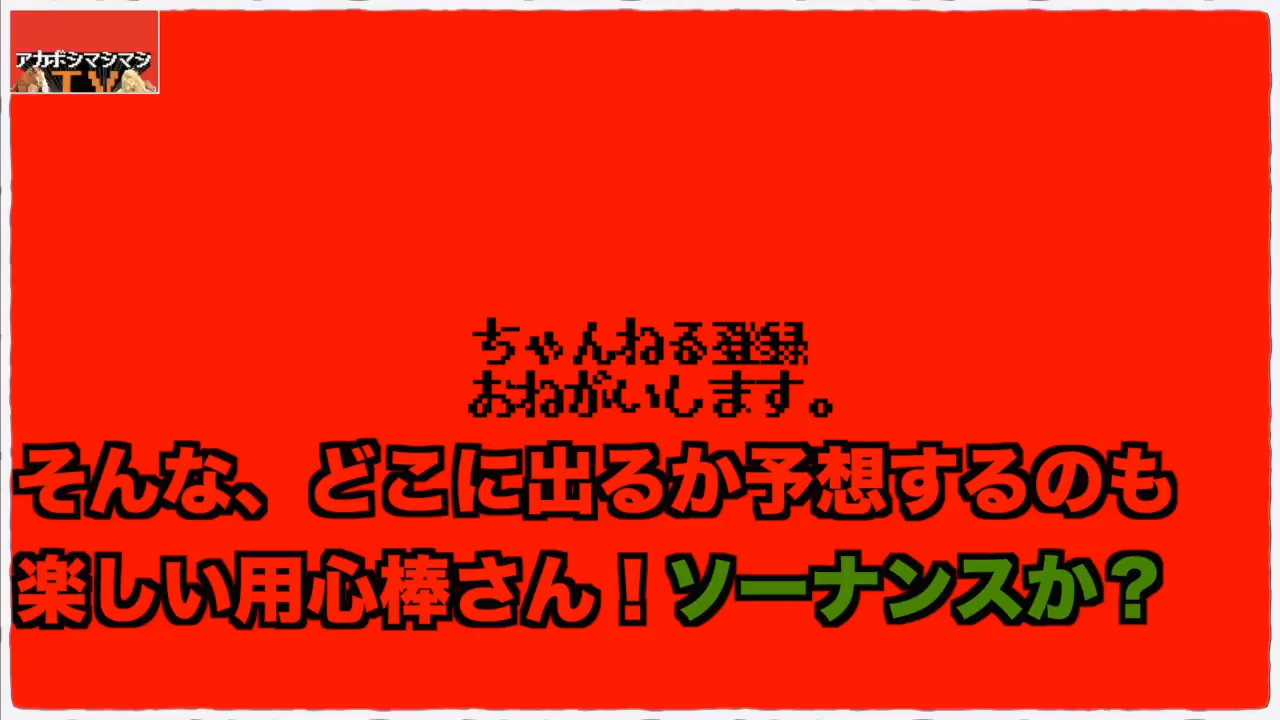 アカボシマシマシ
TV
ちゃんねる登録
おねがいします。
そんな、どこに出るか予想するのも
楽しい用心棒さん！ソーナンスか？